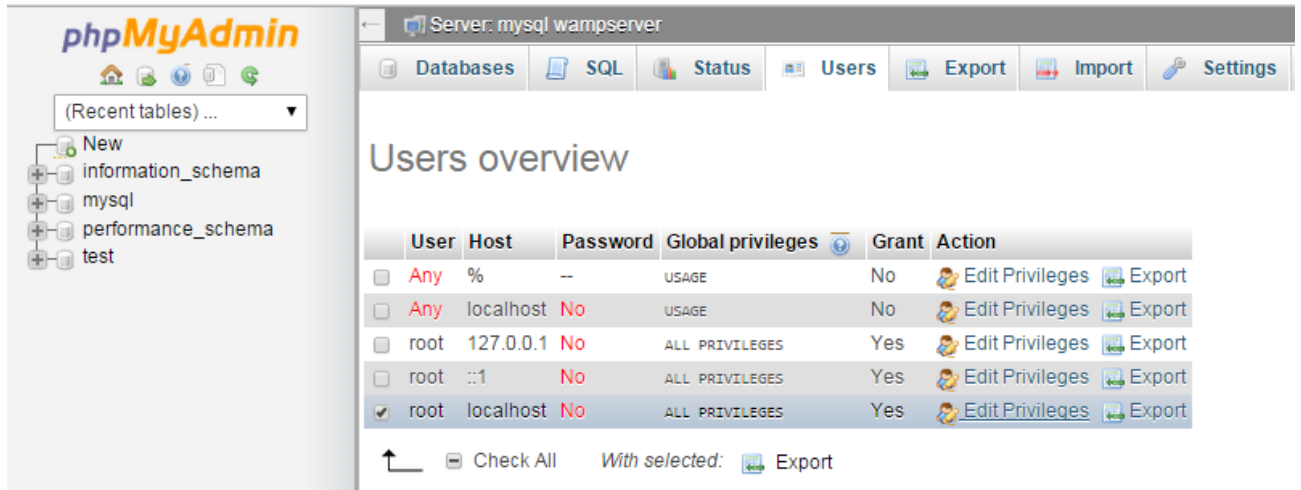 phpMyAdmin
(Recent tables) ...
New
information_schema
mysql
performance_schema
test
Server: mysql wampserver
Databases SQL Status Users Export Import Settings
Users overview
User Host Password Global privileges Grant Action
Any % -- USAGE No Edit Privileges Export
Any localhost No USAGE No Edit Privileges Export
root 127.0.0.1 No ALL PRIVILEGES Yes Edit Privileges Export
root ::1 No ALL PRIVILEGES Yes Edit Privileges Export
root localhost No ALL PRIVILEGES Yes Edit Privileges Export
Check All With selected: Export